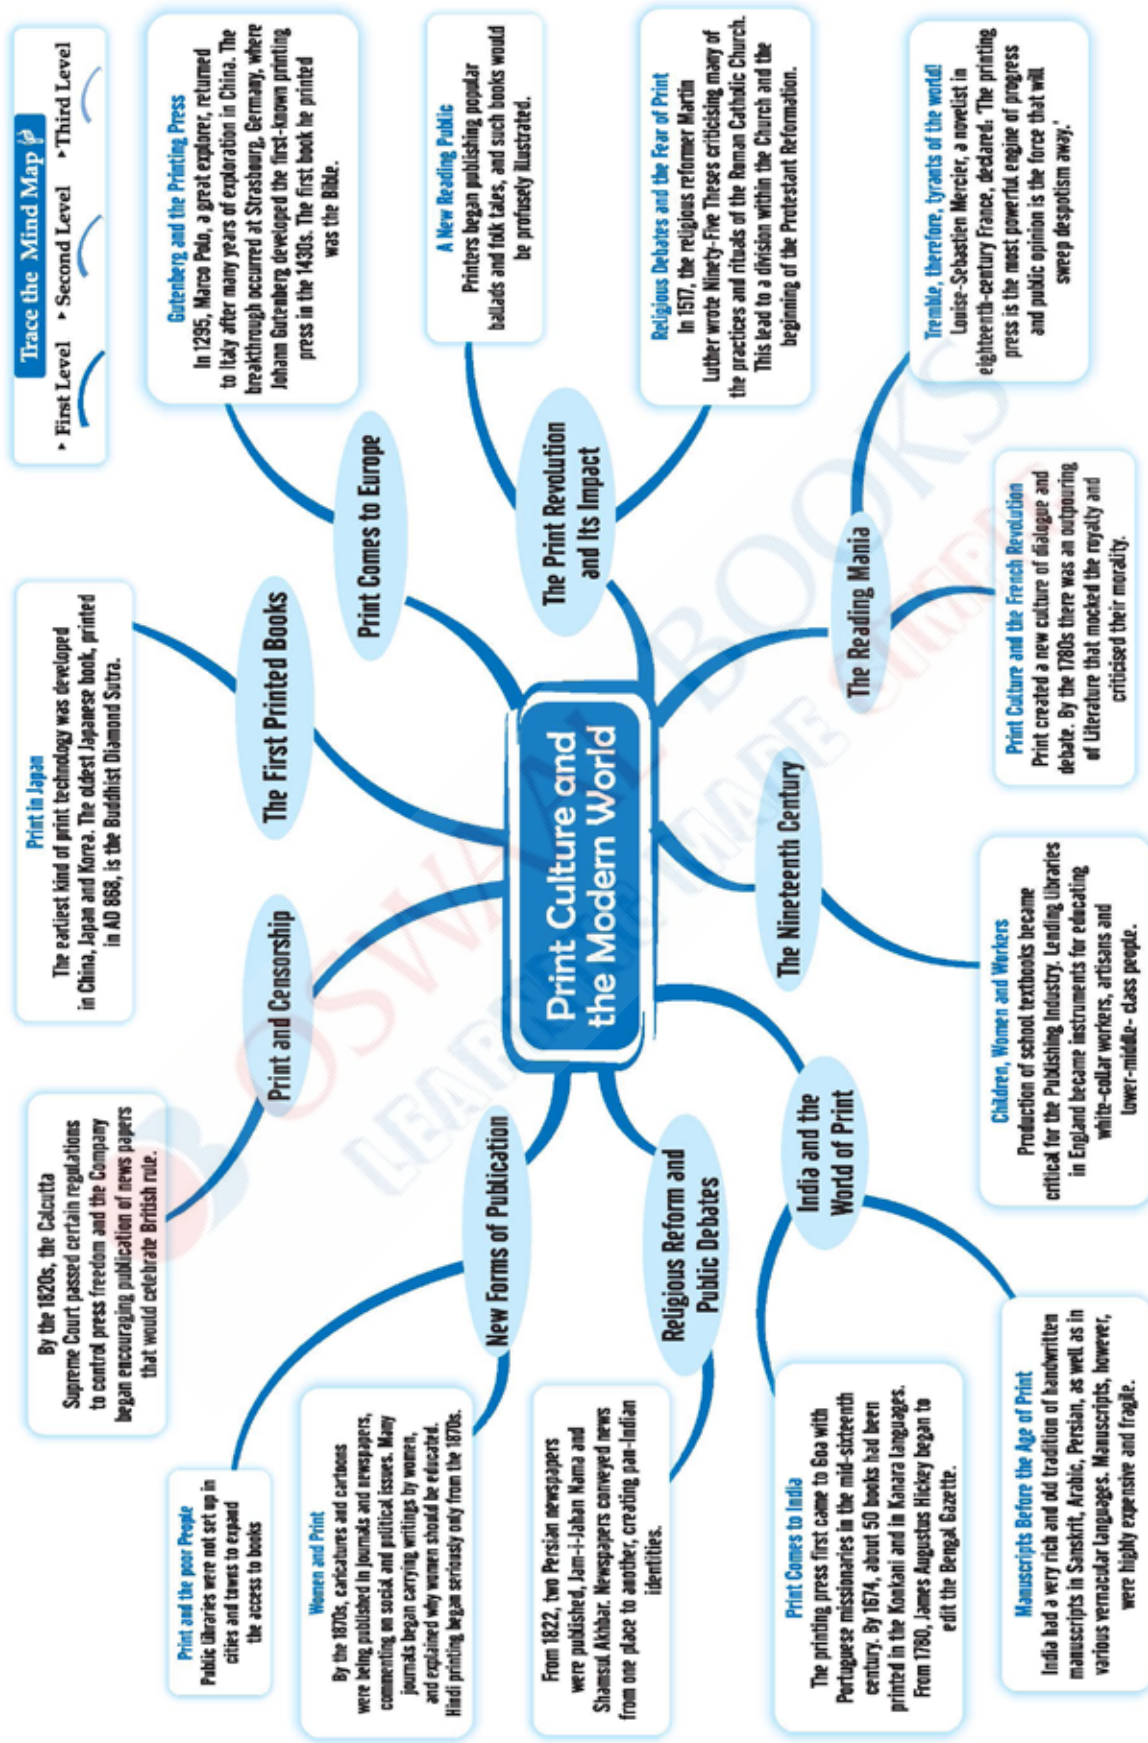 Trace the Mind Map
▸ First Level ▸ Second Level ▸ Third Level
Print Culture and
the Modern World
The First Printed Books
Print in Japan
The earliest kind of print technology was developed
in China, Japan and Korea. The oldest Japanese book, printed
in AD 868, is the Buddhist Diamond Sutra.
Print Comes to Europe
Gutenberg and the Printing Press
In 1295, Marco Polo, a great explorer, returned
to Italy after many years of exploration in China. The
breakthrough occurred at Strasbourg, Germany, where
Johann Gutenberg developed the first-known printing
press in the 1430s. The first book he printed
was the Bible.
The Print Revolution
and Its Impact
A New Reading Public
Printers began publishing popular
ballads and folk tales, and such books would
be profusely illustrated.
Religious Debates and the Fear of Print
In 1517, the religious reformer Martin
Luther wrote Ninety-Five Theses criticising many of
the practices and rituals of the Roman Catholic Church.
This lead to a division within the Church and the
beginning of the Protestant Reformation.
The Reading Mania
Tremble, therefore, tyrants of the world!
Louise-Sebastien Mercier, a novelist in
eighteenth-century France, declared: 'The printing
press is the most powerful engine of progress
and public opinion is the force that will
sweep despotism away.'
Print Culture and the French Revolution
Print created a new culture of dialogue and
debate. By the 1780s there was an outpouring
of Literature that mocked the royalty and
criticised their morality.
The Nineteenth Century
Children, Women and Workers
Production of school textbooks became
critical for the Publishing Industry. Lending Libraries
in England became instruments for educating
white-collar workers, artisans and
lower-middle- class people.
India and the
World of Print
Manuscripts Before the Age of Print
India had a very rich and old tradition of handwritten
manuscripts in Sanskrit, Arabic, Persian, as well as in
various vernacular languages. Manuscripts, however,
were highly expensive and fragile.
Print Comes to India
The printing press first came to Goa with
Portuguese missionaries in the mid-sixteenth
century. By 1674, about 50 books had been
printed in the Konkani and in Kanara languages.
From 1780, James Augustus Hickey began to
edit the Bengal Gazette.
Religious Reform and
Public Debates
From 1822, two Persian newspapers
were published, Jam-i-Jahan Nama and
Shamsul Akhbar. Newspapers conveyed news
from one place to another, creating pan-Indian
identities.
New Forms of Publication
Women and Print
By the 1870s, caricatures and cartoons
were being published in journals and newspapers,
commenting on social and political issues. Many
journals began carrying writings by women,
and explained why women should be educated.
Hindi printing began seriously only from the 1870s.
Print and the poor People
Public libraries were not set up in
cities and towns to expand
the access to books
Print and Censorship
By the 1820s, the Calcutta
Supreme Court passed certain regulations
to control press freedom and the Company
began encouraging publication of news papers
that would celebrate British rule.
OSWAAL BOOKS
LEARNING MADE SIMPLE